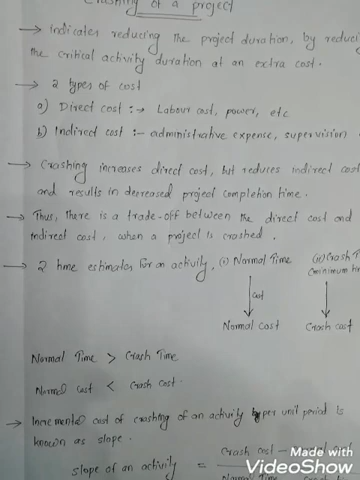 Crashing of a project
→ Indicates reducing the project duration, by
the critical activity duration at an extra cost.
→ 2 types of cost
a) Direct cost :→ Labour cost, power, etc
b) Indirect cost :- administrative expense, supervision
→ Crashing increases direct cost, but reduces indirect cost
and results in decreased project completion time.
→ Thus, there is a trade-off between the direct cost and
indirect cost, when a project is crashed.
→ 2 time estimates for an activity, (i) Normal Time (ii) Crash
(minimum
cost
Normal Cost Crash cost
Normal Time > Crash Time
Normal Cost < Crash cost.
→ Incremental cost of crashing of an activity per unit period is
known as slope.
slope of an activity = Crash cost -
Normal Time
Made with
VideoShow